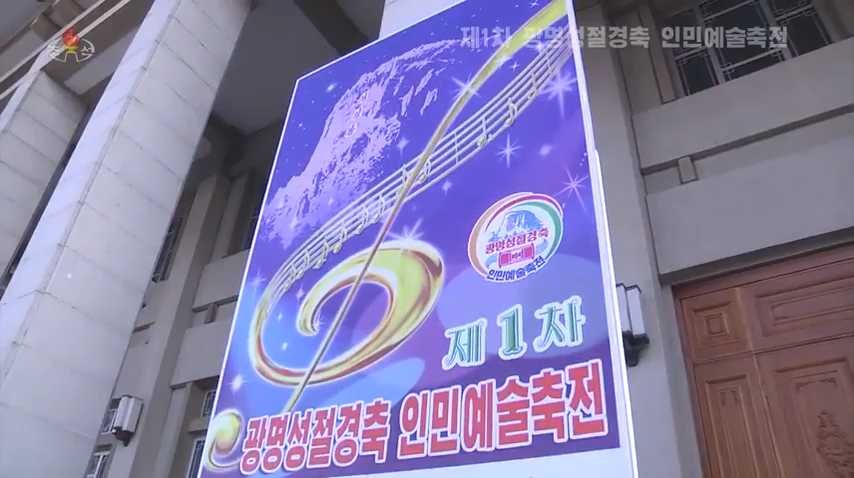 조선
제1차 광명성절경축 인민예술축전
광명성절경축
인민예술축전
제1차
광명성절경축 인민예술축전